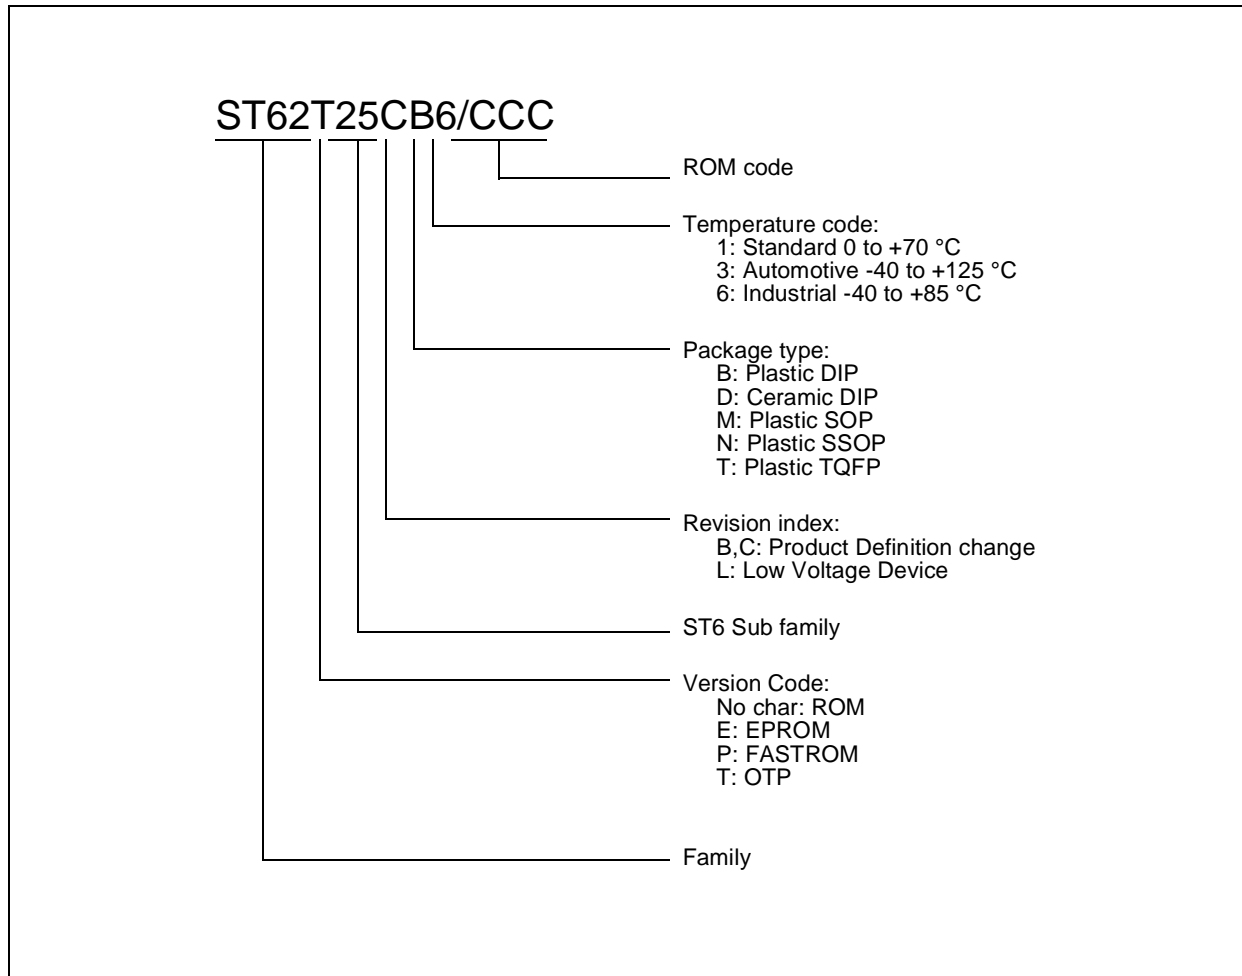 ST62T25CB6/CCC
ROM code
Temperature code:
1: Standard 0 to +70 °C
3: Automotive -40 to +125 °C
6: Industrial -40 to +85 °C
Package type:
B: Plastic DIP
D: Ceramic DIP
M: Plastic SOP
N: Plastic SSOP
T: Plastic TQFP
Revision index:
B,C: Product Definition change
L: Low Voltage Device
ST6 Sub family
Version Code:
No char: ROM
E: EPROM
P: FASTROM
T: OTP
Family